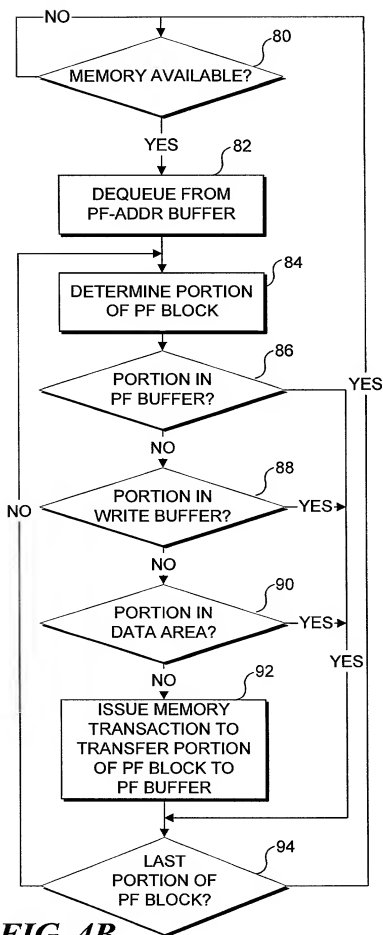 NO
80
MEMORY AVAILABLE?
YES
82
DEQUEUE FROM
PF-ADDR BUFFER
84
DETERMINE PORTION
OF PF BLOCK
86
PORTION IN
PF BUFFER?
YES
NO
88
PORTION IN
WRITE BUFFER?
YES
NO
NO
90
PORTION IN
DATA AREA?
YES
YES
NO
92
ISSUE MEMORY
TRANSACTION TO
TRANSFER PORTION
OF PF BLOCK TO
PF BUFFER
94
LAST
PORTION OF
PF BLOCK?
FIG. 4B